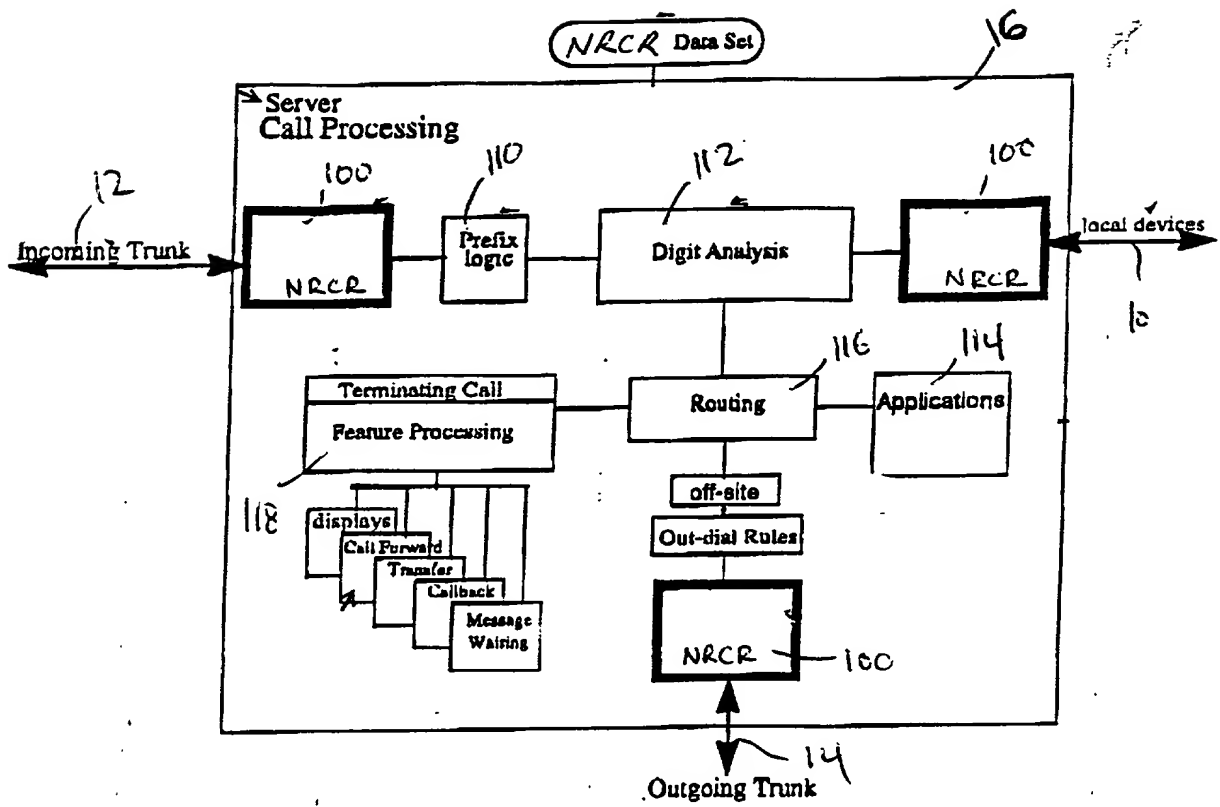 NRCR Data Set
16
Server
Call Processing
12
100
110
112
100
Incoming Trunk
Prefix
logic
Digit Analysis
local devices
NRCR
NRCR
10
116
114
Terminating Call
Feature Processing
Routing
Applications
118
off-site
Out-dial Rules
displays
Call Forward
Transfer
Callback
Message
Waiting
NRCR
100
14
Outgoing Trunk